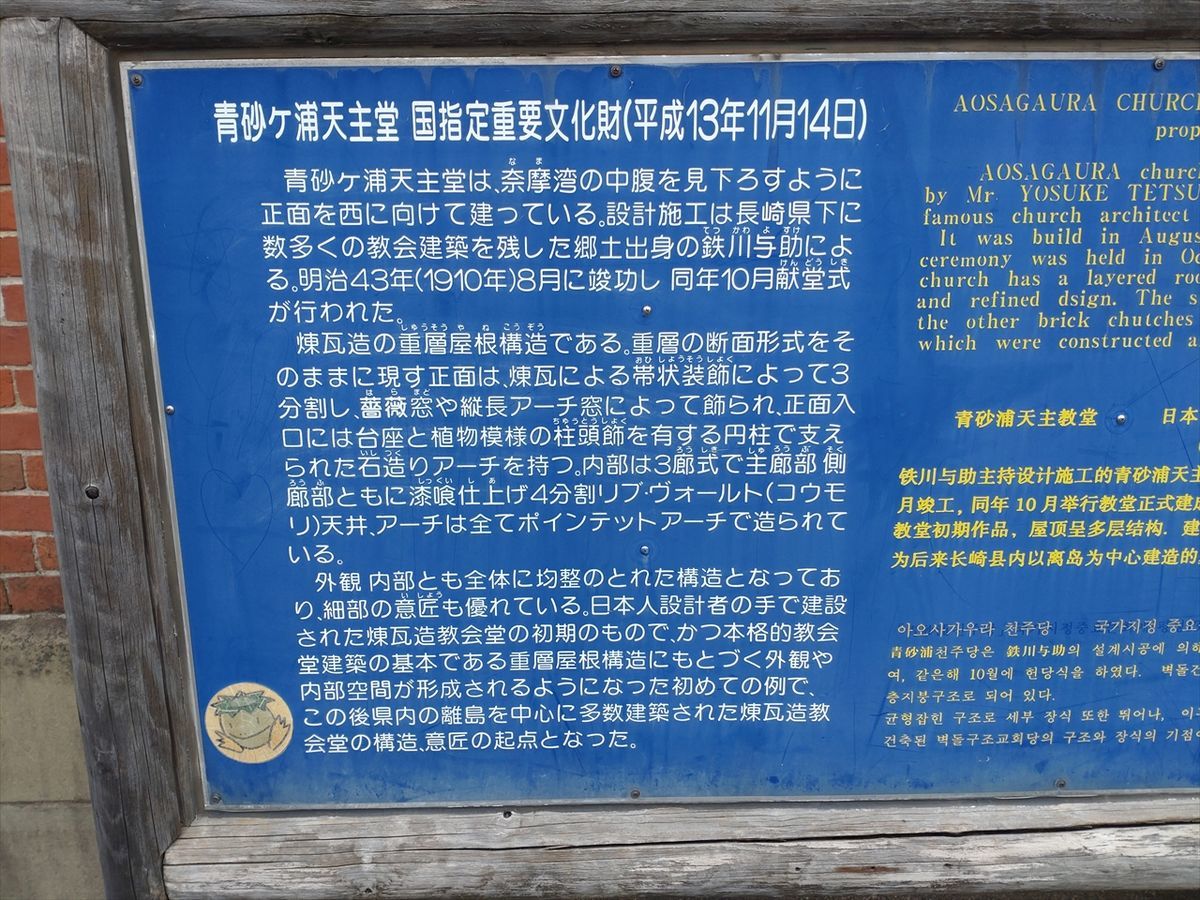 青砂ケ浦天主堂 国指定重要文化財(平成13年11月14日)
青砂ケ浦天主堂は、奈摩湾の中腹を見下ろすように
正面を西に向けて建っている。設計施工は長崎県下に
数多くの教会建築を残した郷土出身の鉄川与助によ
る。明治43年(1910年)8月に竣功し 同年10月献堂式
が行われた。
煉瓦造の重層屋根構造である。重層の断面形式をそ
のままに現す正面は、煉瓦による帯状装飾によって3
分割し、薔薇窓や縦長アーチ窓によって飾られ、正面入
口には台座と植物模様の柱頭飾を有する円柱で支え
られた石造りアーチを持つ。内部は3廊式で主廊部 側
廊部ともに漆喰仕上げ4分割リブ・ヴォールト(コウモ
リ)天井、アーチは全てポインテットアーチで造られて
いる。
外観 内部とも全体に均整のとれた構造となってお
り、細部の意匠も優れている。日本人設計者の手で建設
された煉瓦造教会堂の初期のもので、かつ本格的教会
堂建築の基本である重層屋根構造にもとづく外観や
内部空間が形成されるようになった初めての例で、
この後県内の離島を中心に多数建築された煉瓦造教
会堂の構造、意匠の起点となった。
AOSAGAURA CHURC
prop
AOSAGAURA church
by Mr. YOSUKE TETSU
famous church architect
It was build in Augus
ceremony was held in Oc
church has a layered roo
and refined dsign. The s
the other brick chutches
which were constructed a
青砂浦天主教堂 日本
铁川与助主持设计施工的青砂浦天主
月竣工，同年 10 月举行教堂正式建
教堂初期作品，屋顶呈多层结构．建
为后来长崎县内以离岛为中心建造的
아오사가우라 천주당 국가지정 중요
青砂浦천주당은 鉄川与助의 설계시공에 의하
여, 같은해 10월에 헌당식을 하였다. 벽돌건
층지붕구조로 되어 있다.
균형잡힌 구조로 세부 장식 또한 뛰어나, 이
건축된 벽돌구조교회당의 구조와 장식의 기점